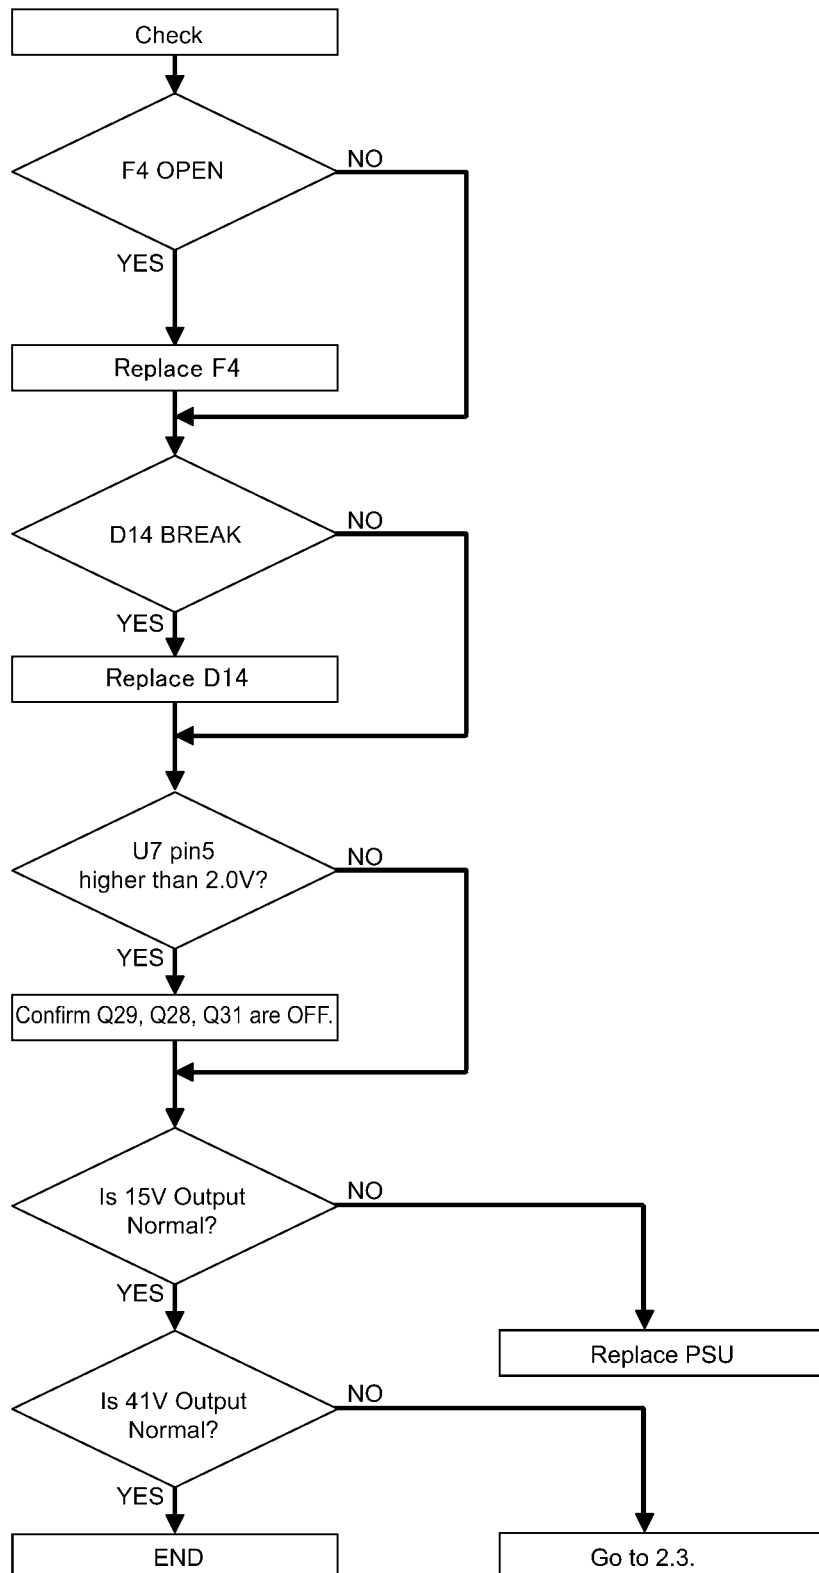 Check
F4 OPEN
NO
YES
Replace F4
D14 BREAK
NO
YES
Replace D14
U7 pin5
higher than 2.0V?
NO
YES
Confirm Q29, Q28, Q31 are OFF.
Is 15V Output
Normal?
NO
YES
Replace PSU
Is 41V Output
Normal?
NO
YES
END
Go to 2.3.